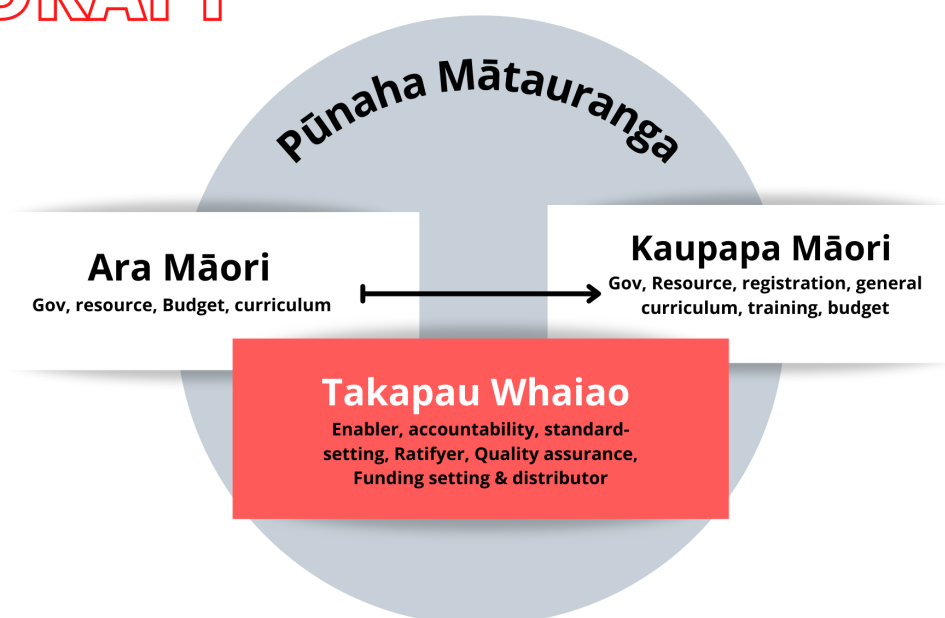 DRAFT
Pūnaha Mātauranga
Ara Māori
Gov, resource, Budget, curriculum
Kaupapa Māori
Gov, Resource, registration, general
curriculum, training, budget
Takapau Whaiao
Enabler, accountability, standard-
setting, Ratifyer, Quality assurance,
Funding setting & distributor